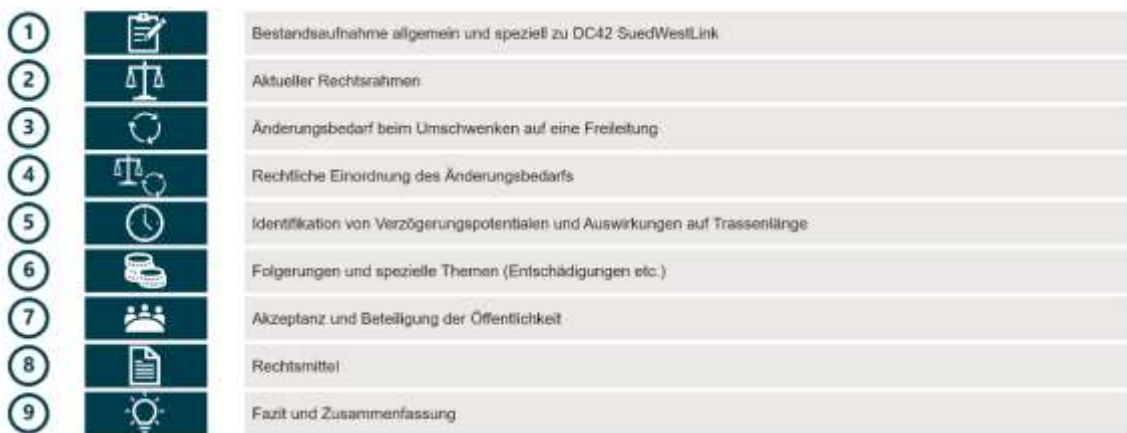 1 Bestandsaufnahme allgemein und speziell zu DC42 SuedWestLink
2 Aktueller Rechtsrahmen
3 Änderungsbedarf beim Umschwenken auf eine Freileitung
4 Rechtliche Einordnung des Änderungsbedarfs
5 Identifikation von Verzögerungspotentialen und Auswirkungen auf Trassenlänge
6 Folgerungen und spezielle Themen (Entschädigungen etc.)
7 Akzeptanz und Beteiligung der Öffentlichkeit
8 Rechtsmittel
9 Fazit und Zusammenfassung